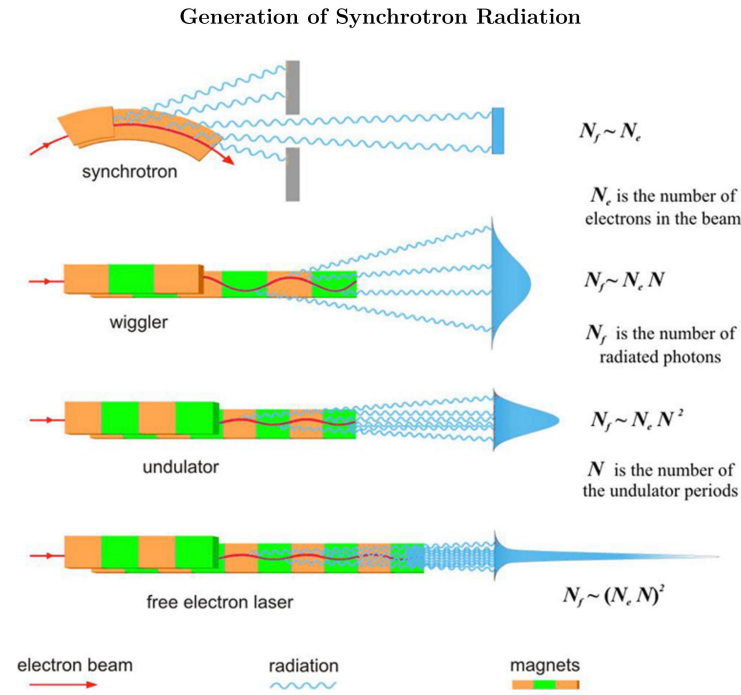 Generation of Synchrotron Radiation
synchrotron
N_f ~ N_e
N_e is the number of
electrons in the beam
wiggler
N_f ~ N_e N
N_f is the number of
radiated photons
undulator
N_f ~ N_e N^2
N is the number of
the undulator periods
free electron laser
N_f ~ (N_e N)^2
electron beam
radiation
magnets